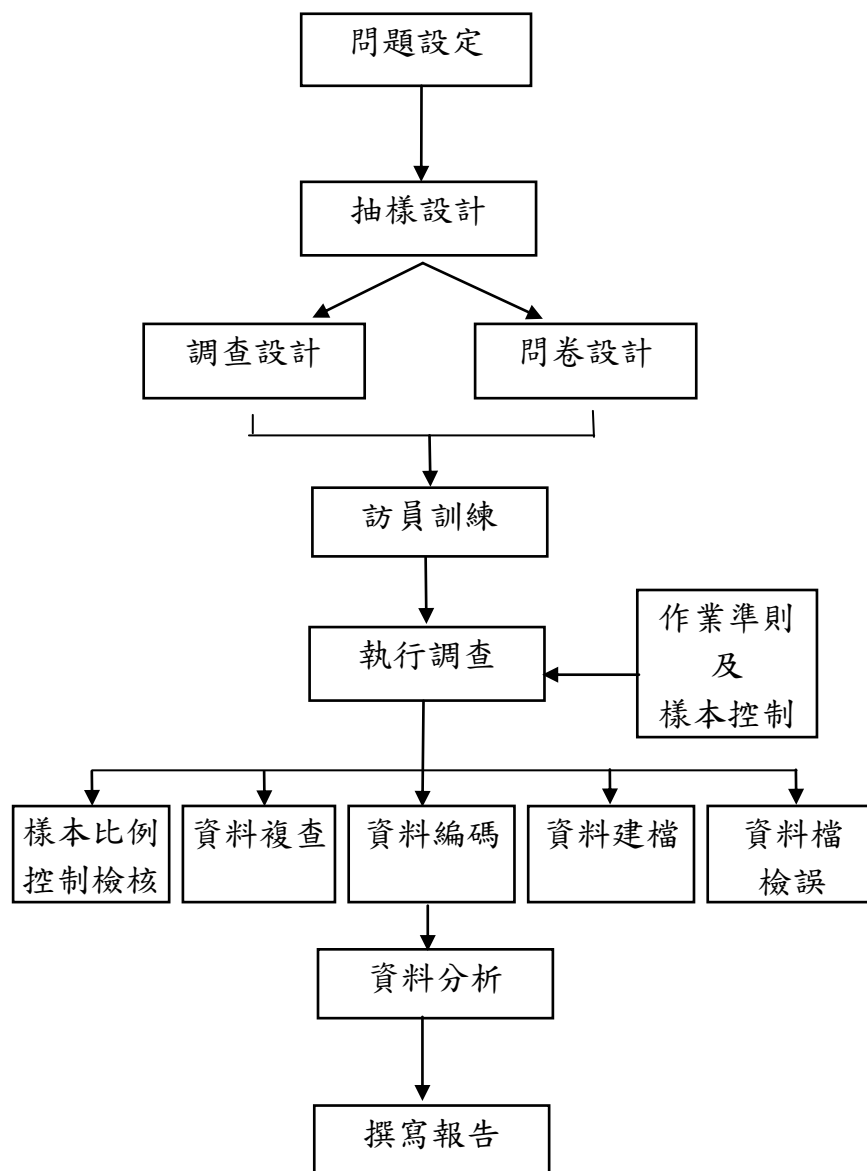 問題設定
抽樣設計
調查設計
問卷設計
訪員訓練
執行調查
作業準則
及
樣本控制
樣本比例
控制檢核
資料複查
資料編碼
資料建檔
資料檔
檢誤
資料分析
撰寫報告